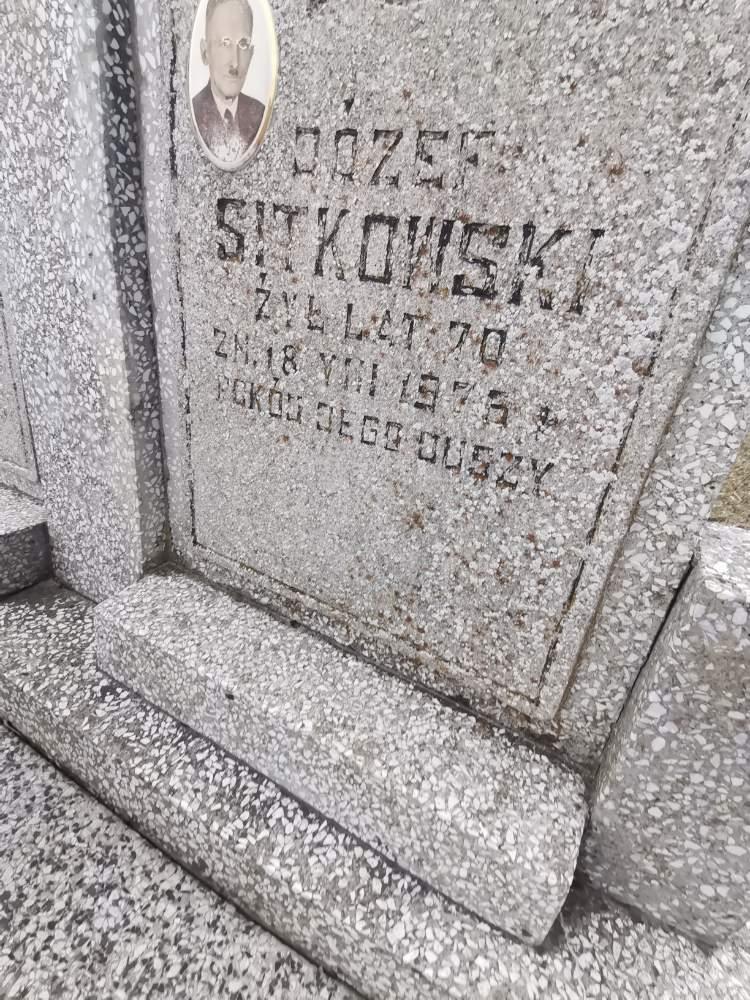 JÓZEF
SITKOWSKI
ŻYŁ LAT 70
ZM. 18 VIII 1975 R
POKÓJ JEGO DUSZY